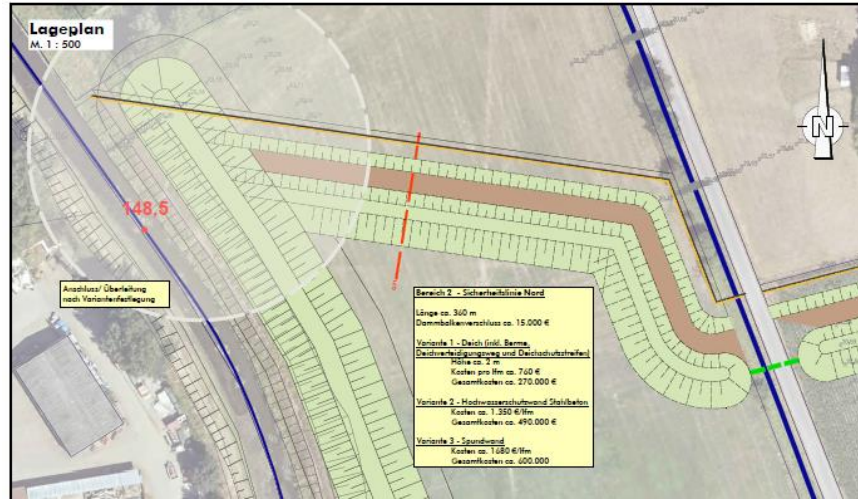 Lageplan
M. 1 : 500
N
148,5
Anschluss/ Überleitung
nach Variantenfestlegung
Bereich 2 - Sicherheitslinie Nord
Länge ca. 360 m
Dammbalkenverschluss ca. 15.000 €
Variante 1 - Deich (inkl. Berme,
Deichverteidigungsweg und Deichschutzstreifen)
Höhe ca. 2 m
Kosten pro lfm ca. 760 €
Gesamtkosten ca. 270.000 €
Variante 2 - Hochwasserschutzwand Stahlbeton
Kosten ca. 1.350 €/lfm
Gesamtkosten ca. 490.000 €
Variante 3 - Spundwand
Kosten ca. 1680 €/lfm
Gesamtkosten ca. 600.000